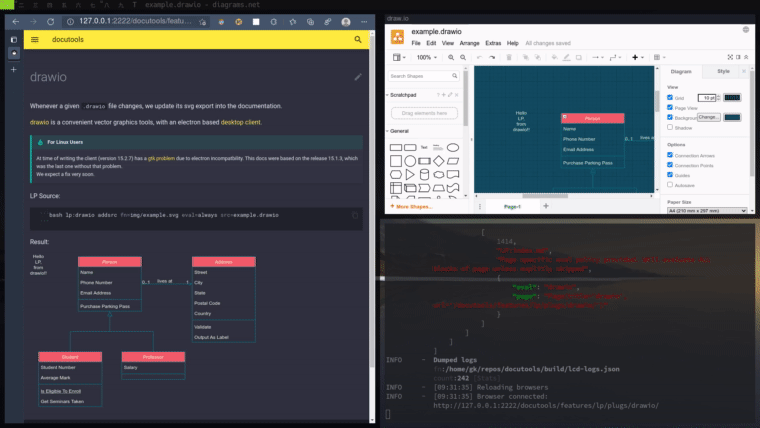 example.drawio - diagrams.net
127.0.0.1:2222/docutools/featu...
docutools
drawio
Whenever a given .drawio file changes, we update its svg export into the documentation.
drawio is a convenient vector graphics tools, with an electron based desktop client.
For Linux Users
At time of writing the client (version 15.2.7) has a gtk problem due to electron incompatibility. This docs were based on the release 15.1.3, which
was the last one without that problem.
We expect a fix very soon.
LP Source:
bash lp:drawio addsrc fn=img/example.svg eval=always src=example.drawio
Result:
Hello
LP,
from
drawio!!
Person
Name
Phone Number
Email Address
Purchase Parking Pass
0..1 lives at 1
Address
Street
City
State
Postal Code
Country
Validate
Output As Label
Student
Student Number
Average Mark
Is Eligible To Enroll
Get Seminars Taken
Professor
Salary
draw.io
example.drawio
File Edit View Arrange Extras Help All changes saved
100%
Search Shapes
Scratchpad
Drag elements here
General
Text
+ More Shapes...
Hello
LP,
from
drawio!!
Person
Name
Phone Number
Email Address
Purchase Parking Pass
0..1 lives at
Page-1
Diagram Style
View
Grid 10 pt
Page View
Background Change...
Shadow
Options
Connection Arrows
Connection Points
Guides
Autosave
Paper Size
A4 (210 mm x 297 mm)
[
1414,
{
"eval":
"page":
}
]
]
]
INFO - Dumped logs
fn:/home/gk/repos/docutools/build/lcd-logs.json
count:242 [Stats]
INFO - [09:31:35] Reloading browsers
INFO - [09:31:35] Browser connected:
http://127.0.0.1:2222/docutools/features/lp/plugs/drawio/